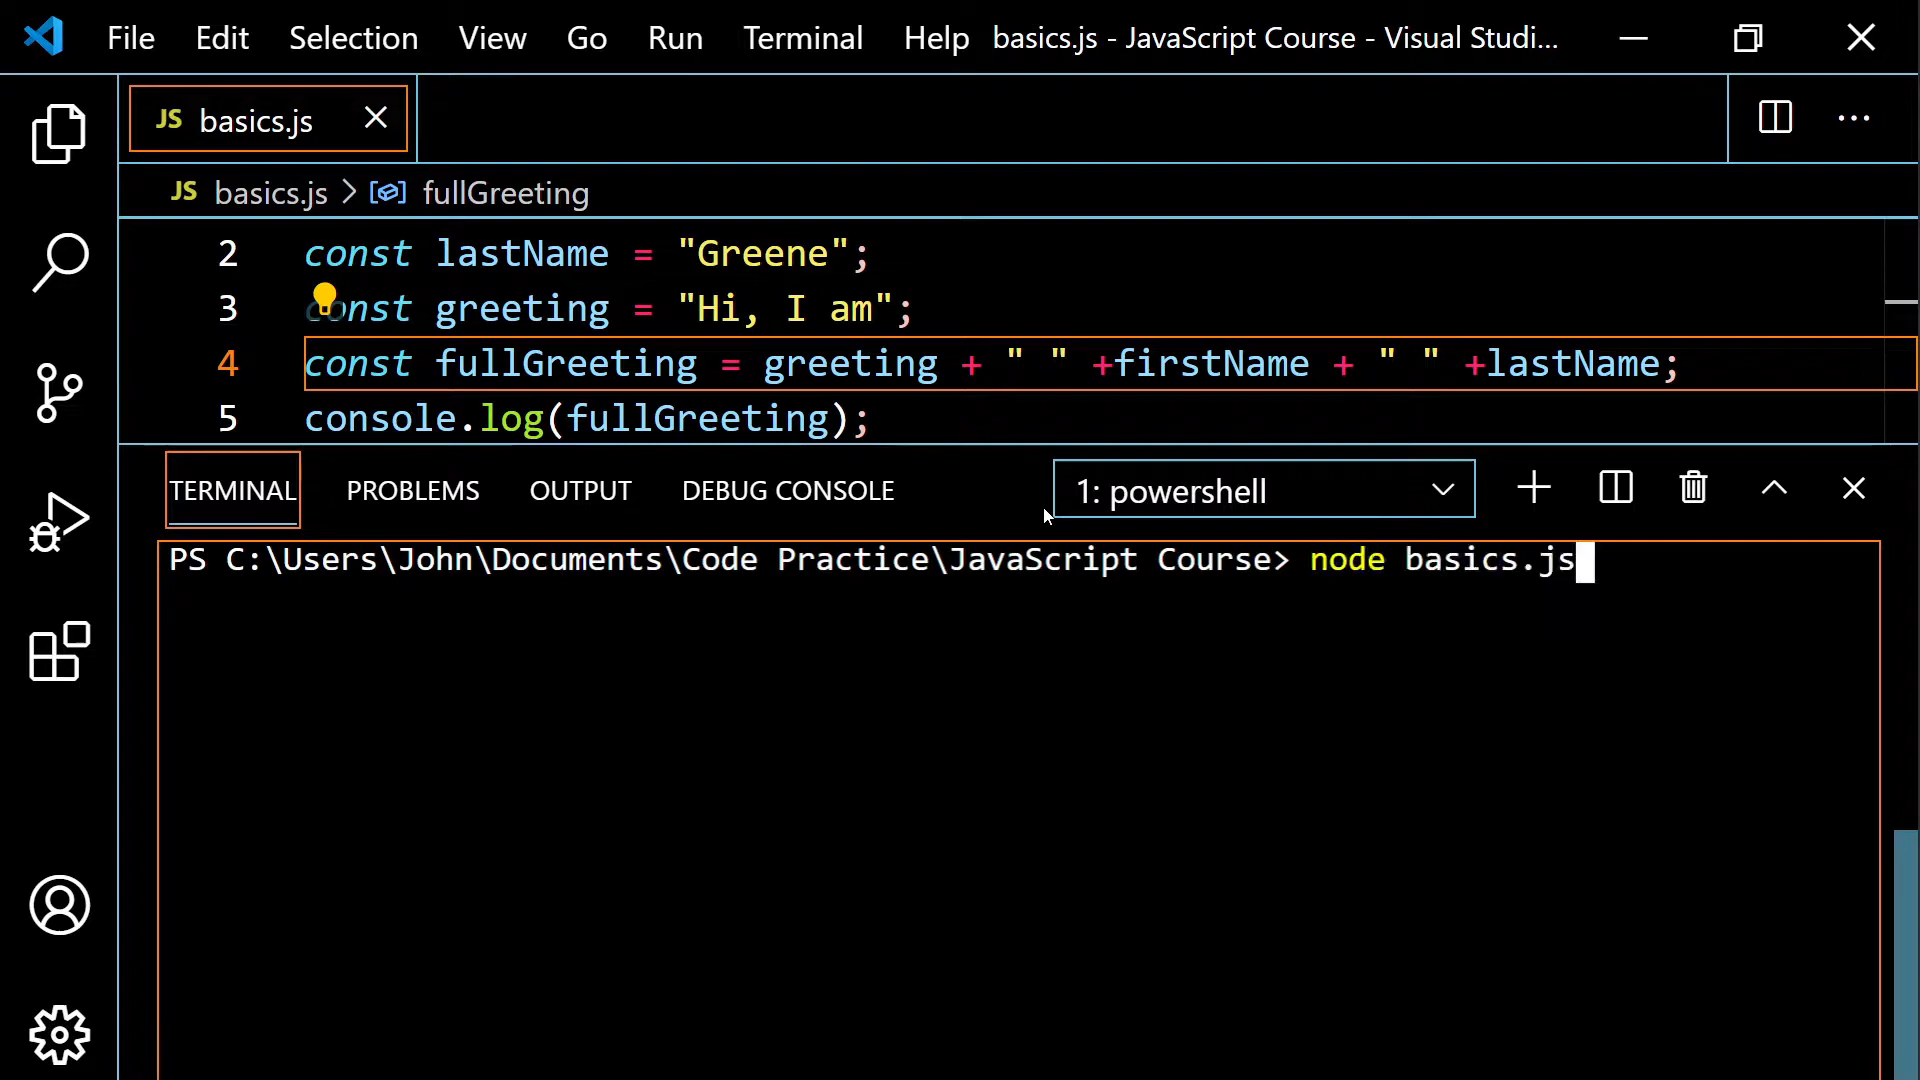 File Edit Selection View Go Run Terminal Help basics.js - JavaScript Course - Visual Studi...
JS basics.js
JS basics.js > fullGreeting
2 const lastName = "Greene";
3 const greeting = "Hi, I am";
4 const fullGreeting = greeting + " " +firstName + " " +lastName;
5 console.log(fullGreeting);
TERMINAL PROBLEMS OUTPUT DEBUG CONSOLE 1: powershell
PS C:\Users\John\Documents\Code Practice\JavaScript Course> node basics.js